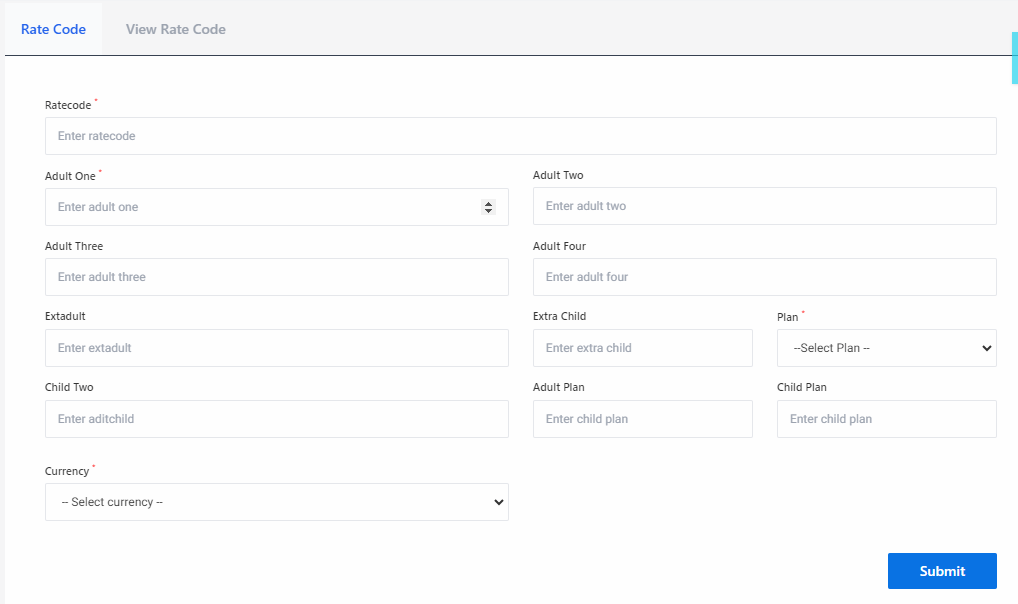 Rate Code View Rate Code
Ratecode *
Enter ratecode
Adult One * Adult Two
Enter adult one Enter adult two
Adult Three Adult Four
Enter adult three Enter adult four
Extadult Extra Child Plan *
Enter extadult Enter extra child --Select Plan --
Child Two Adult Plan Child Plan
Enter aditchild Enter child plan Enter child plan
Currency *
-- Select currency --
Submit